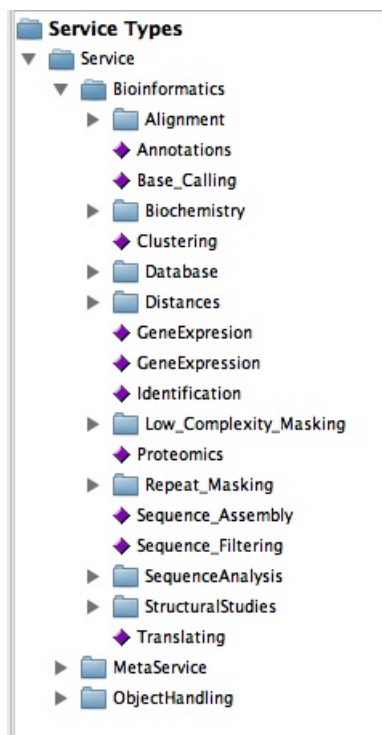 Service Types
Service
Bioinformatics
Alignment
Annotations
Base_Calling
Biochemistry
Clustering
Database
Distances
GeneExpresion
GeneExpression
Identification
Low_Complexity_Masking
Proteomics
Repeat_Masking
Sequence_Assembly
Sequence_Filtering
SequenceAnalysis
StructuralStudies
Translating
MetaService
ObjectHandling